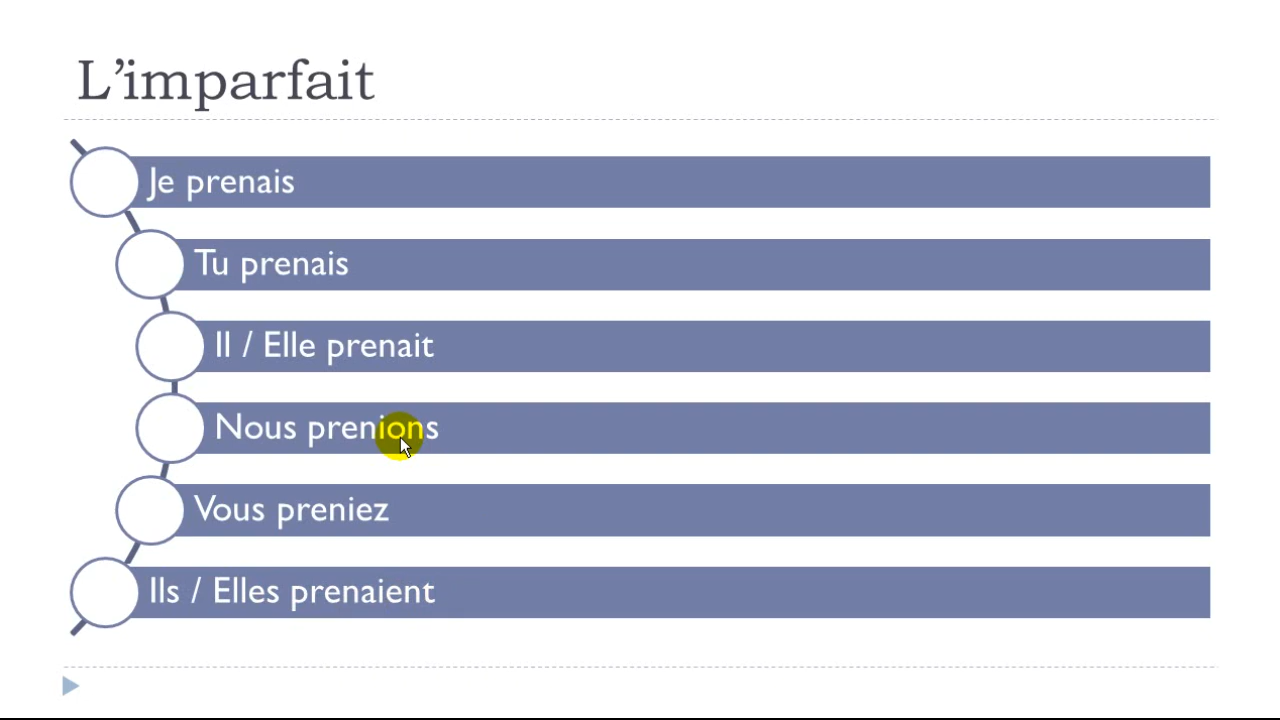 L’imparfait
Je prenais
Tu prenais
Il / Elle prenait
Nous prenions
Vous preniez
Ils / Elles prenaient